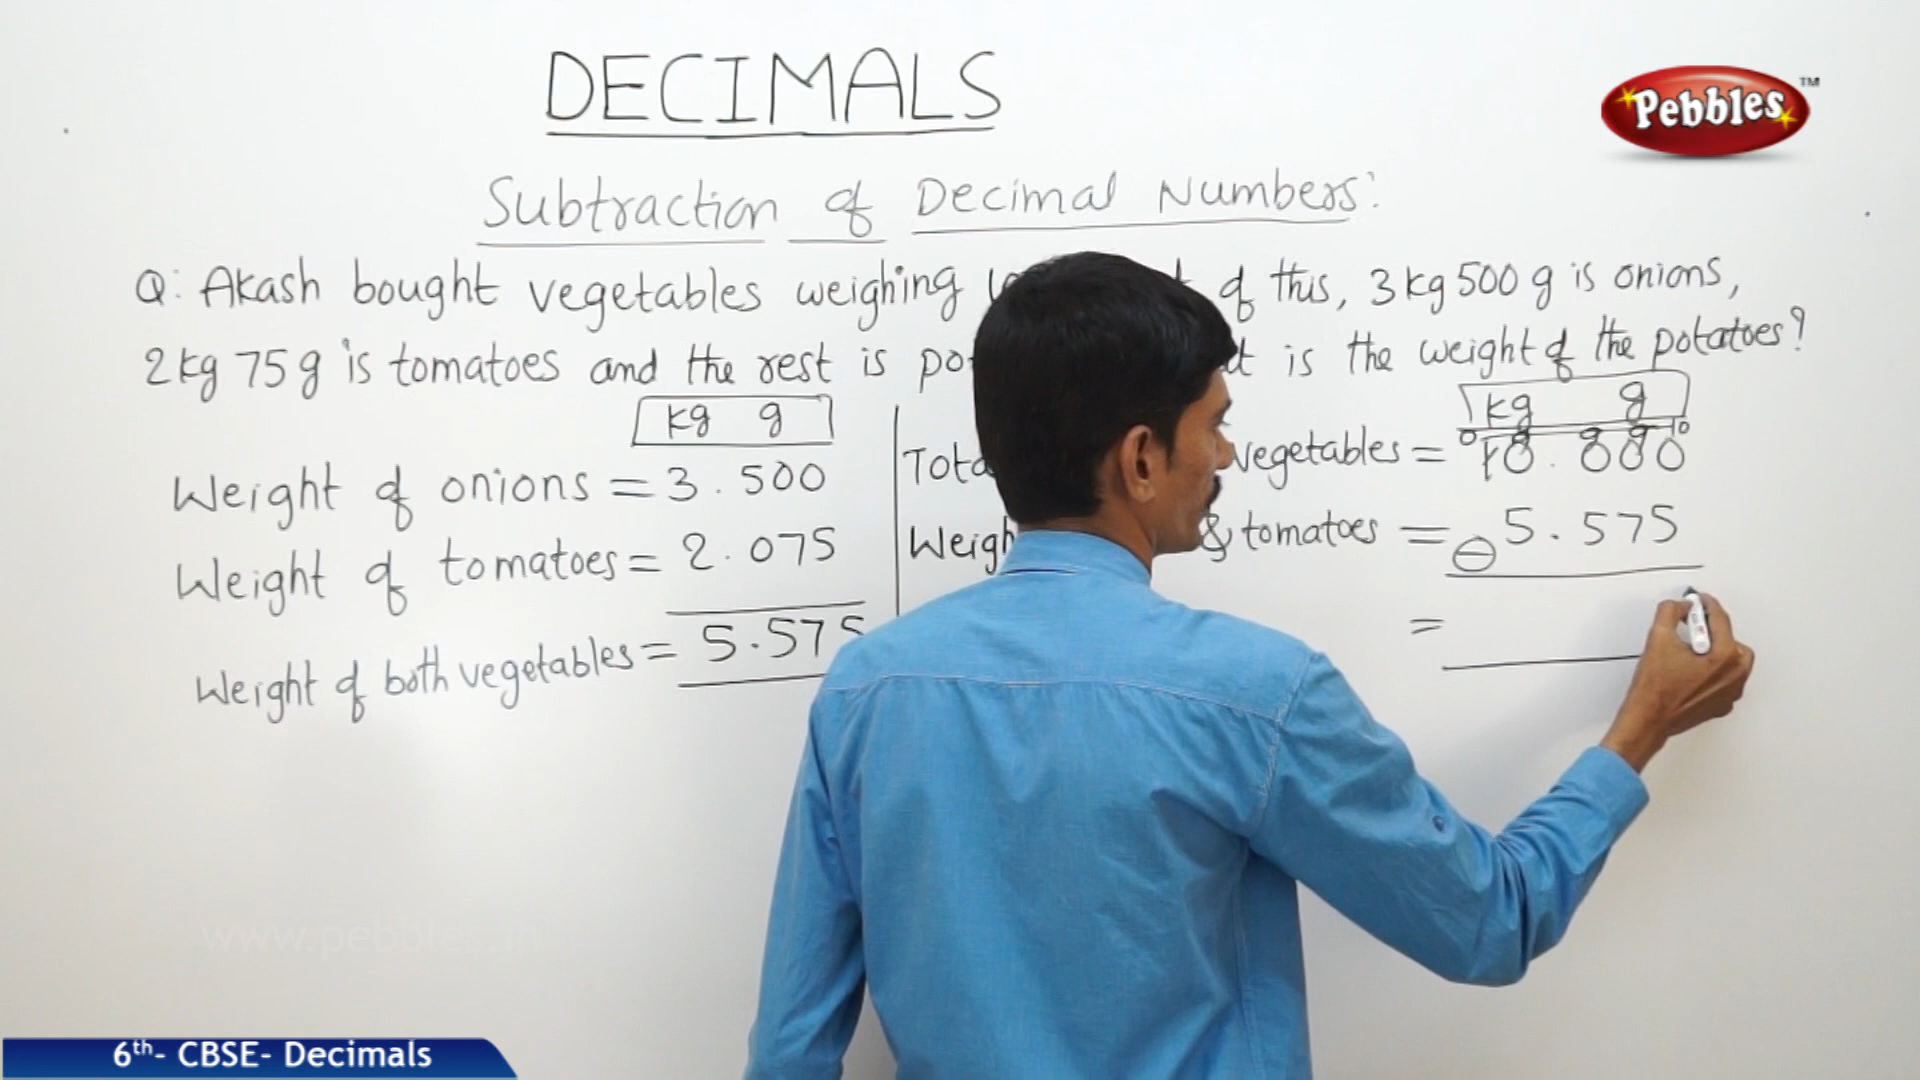 DECIMALS
Pebbles™
Subtraction of Decimal Numbers:
Q: Akash bought vegetables weighing of this, 3 kg 500 g is onions,
2 kg 75 g is tomatoes and the rest is is the weight of the potatoes?
kg g
Weight of onions = 3.500
Weight of tomatoes = 2.075
Weight of both vegetables = 5.575
kg g
vegetables = 10.000
& tomatoes = ⊖ 5.575
=
www.pebbles.in
6th- CBSE- Decimals